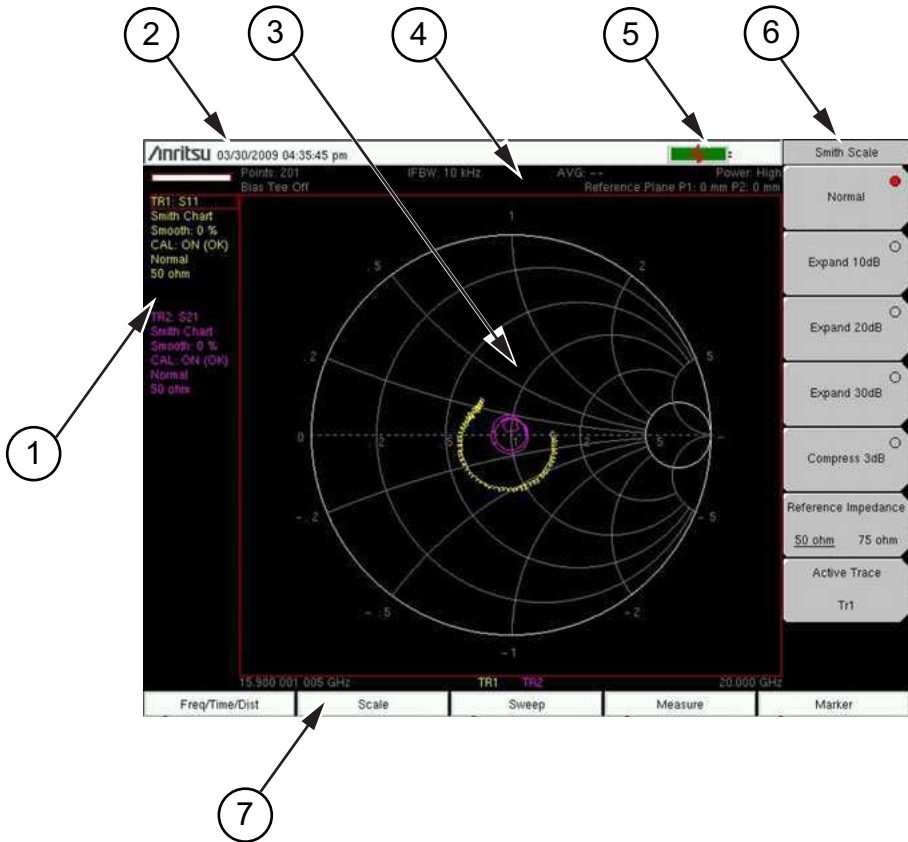 2 3 4 5 6
Anritsu 03/30/2009 04:35:45 pm
Smith Scale
Points: 201 IFBW: 10 kHz AVG: -- Power: High
Bias Tee Off Reference Plane P1: 0 mm P2: 0 mm
TR1: S11
Smith Chart
Smooth: 0 %
CAL: ON (OK)
Normal
50 ohm
TR2: S21
Smith Chart
Smooth: 0 %
CAL: ON (OK)
Normal
50 ohm
1
1
.5 2
.2 5
0 .2 .5 1 5
-.2 -5
-.5 -2
-1
Normal
Expand 10dB
Expand 20dB
Expand 30dB
Compress 3dB
Reference Impedance
50 ohm 75 ohm
Active Trace
Tr1
15.980 001 005 GHz TR1 TR2 20.000 GHz
Freq/Time/Dist Scale Sweep Measure Marker
7